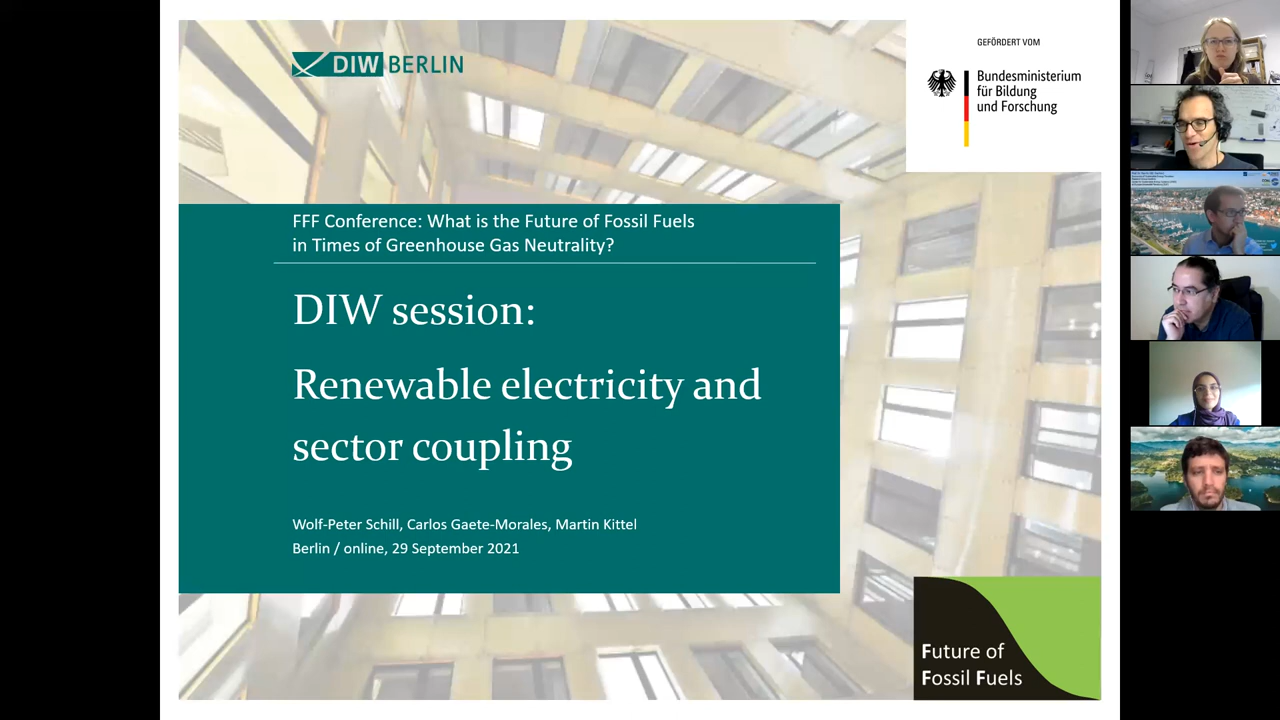 DIW BERLIN
GEFÖRDERT VOM
Bundesministerium
für Bildung
und Forschung
FFF Conference: What is the Future of Fossil Fuels
in Times of Greenhouse Gas Neutrality?
DIW session:
Renewable electricity and
sector coupling
Wolf-Peter Schill, Carlos Gaete-Morales, Martin Kittel
Berlin / online, 29 September 2021
Future of
Fossil Fuels